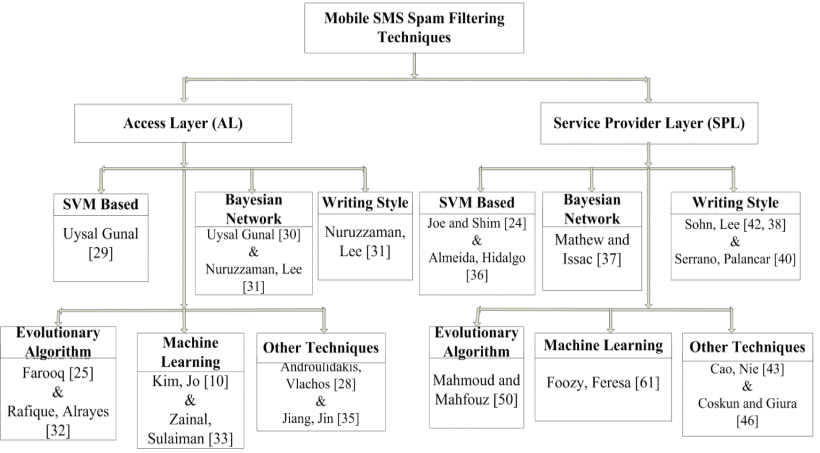 Mobile SMS Spam Filtering
Techniques
Access Layer (AL)
Service Provider Layer (SPL)
SVM Based
Uysal Gunal
[29]
Bayesian
Network
Uysal Gunal [30]
&
Nuruzzaman, Lee
[31]
Writing Style
Nuruzzaman,
Lee [31]
SVM Based
Joe and Shim [24]
&
Almeida, Hidalgo
[36]
Bayesian
Network
Mathew and
Issac [37]
Writing Style
Sohn, Lee [42, 38]
&
Serrano, Palancar [40]
Evolutionary
Algorithm
Farooq [25]
&
Rafique, Alrayes
[32]
Machine
Learning
Kim, Jo [10]
&
Zainal,
Sulaiman [33]
Other Techniques
Androulidakis,
Vlachos [28]
&
Jiang, Jin [35]
Evolutionary
Algorithm
Mahmoud and
Mahfouz [50]
Machine Learning
Foozy, Feresa [61]
Other Techniques
Cao, Nie [43]
&
Coskun and Giura
[46]